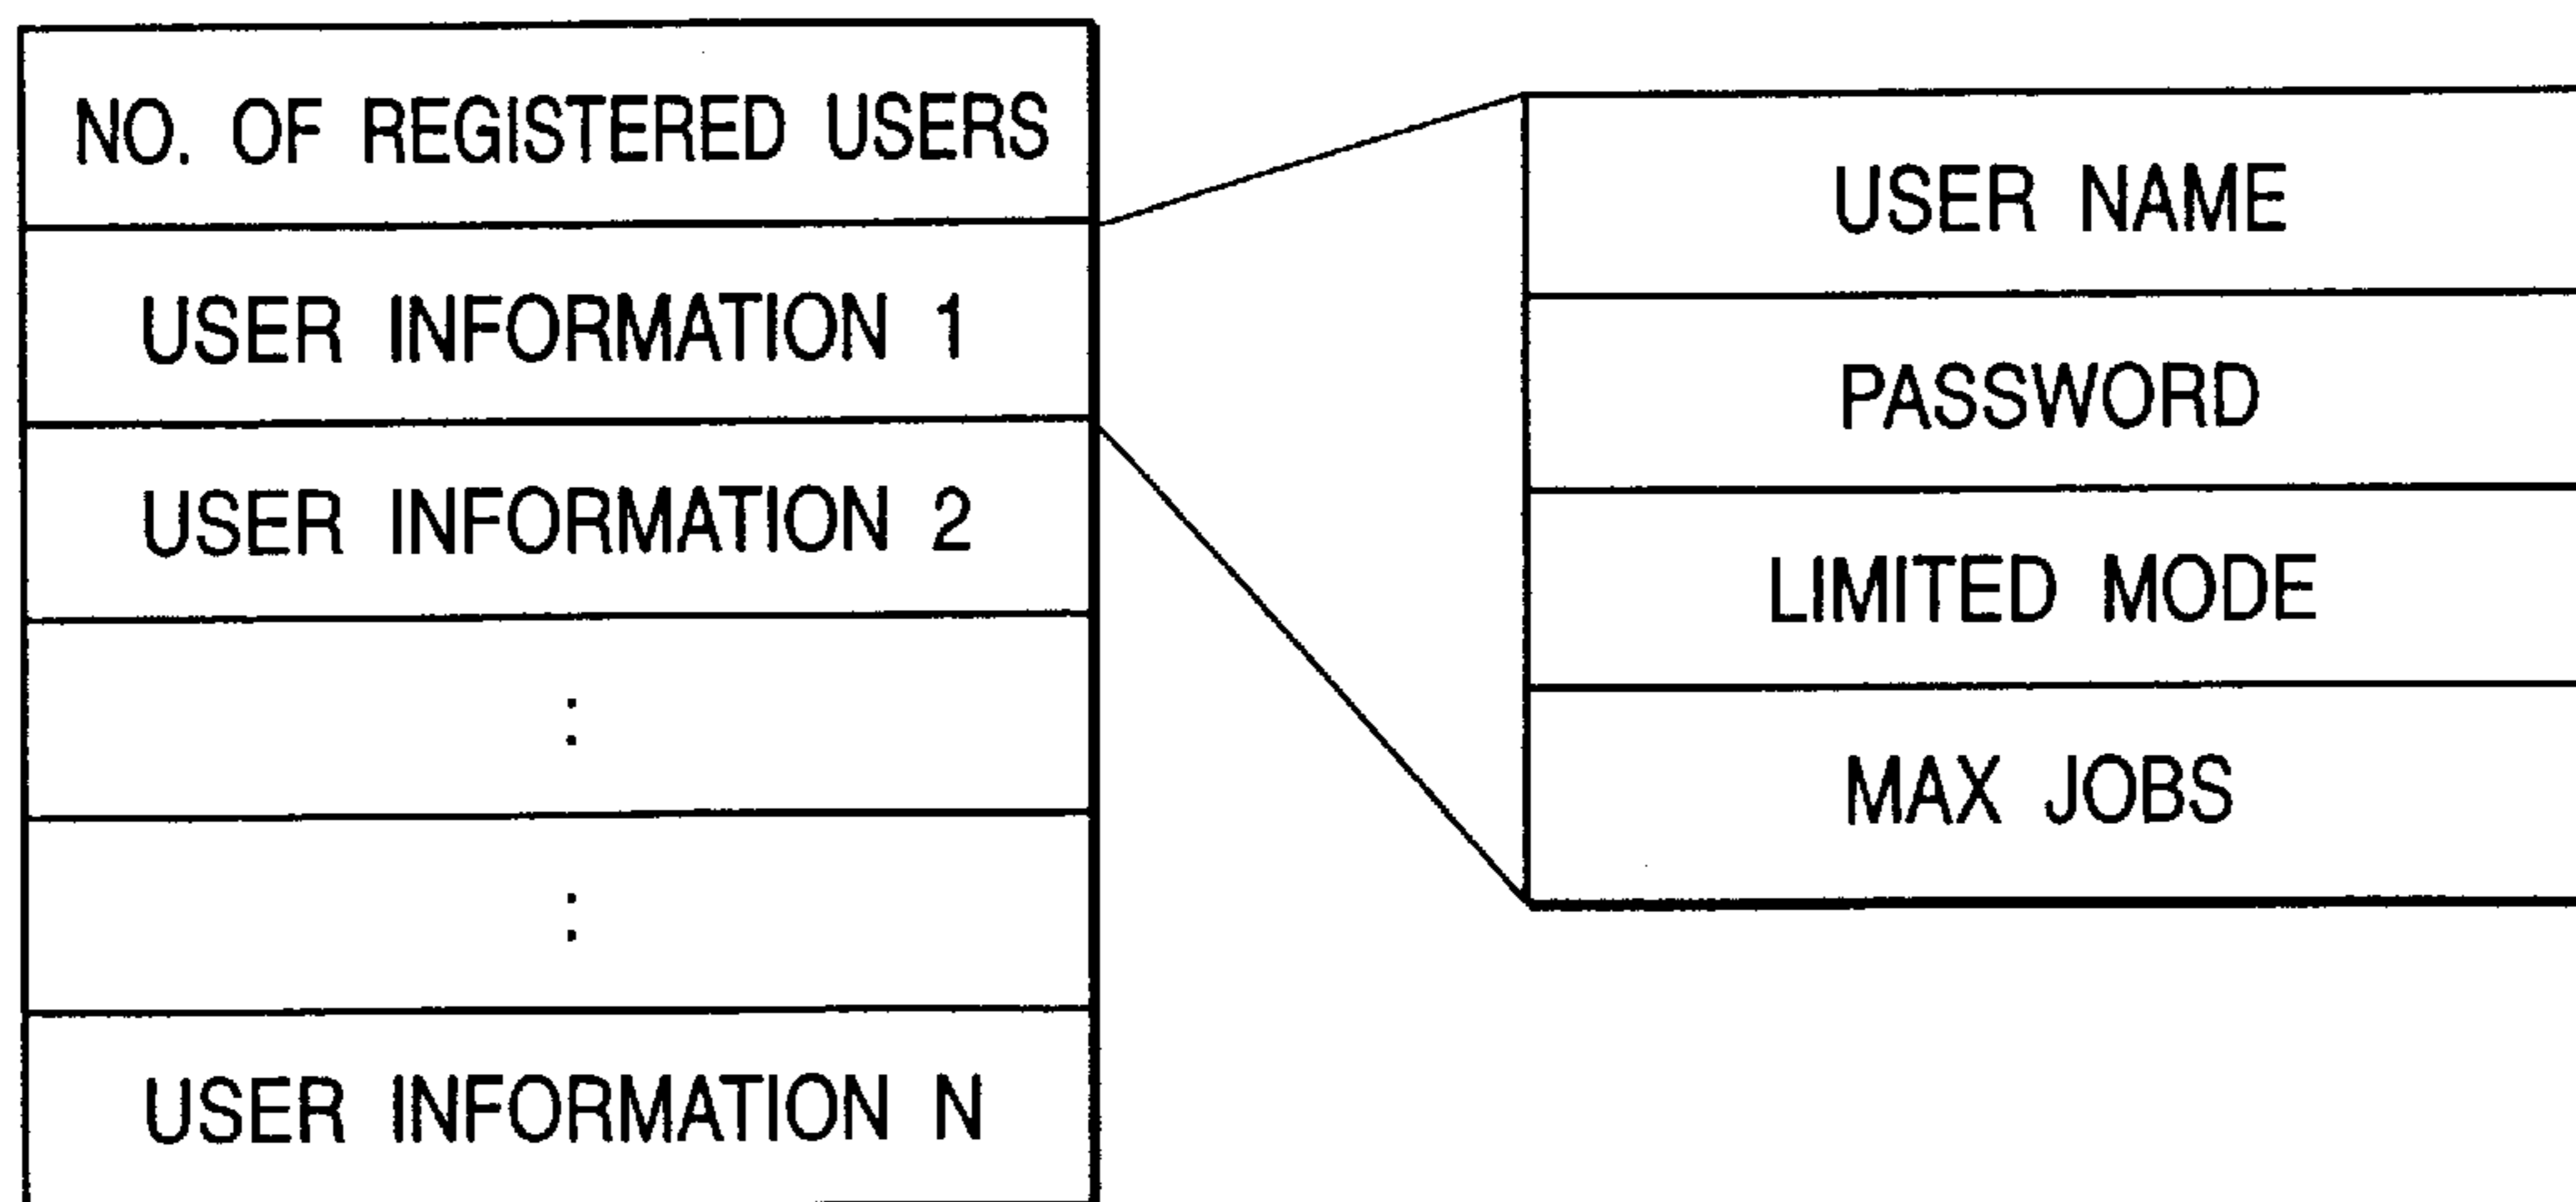 NO. OF REGISTERED USERS
USER INFORMATION 1
USER INFORMATION 2
:
:
USER INFORMATION N
USER NAME
PASSWORD
LIMITED MODE
MAX JOBS